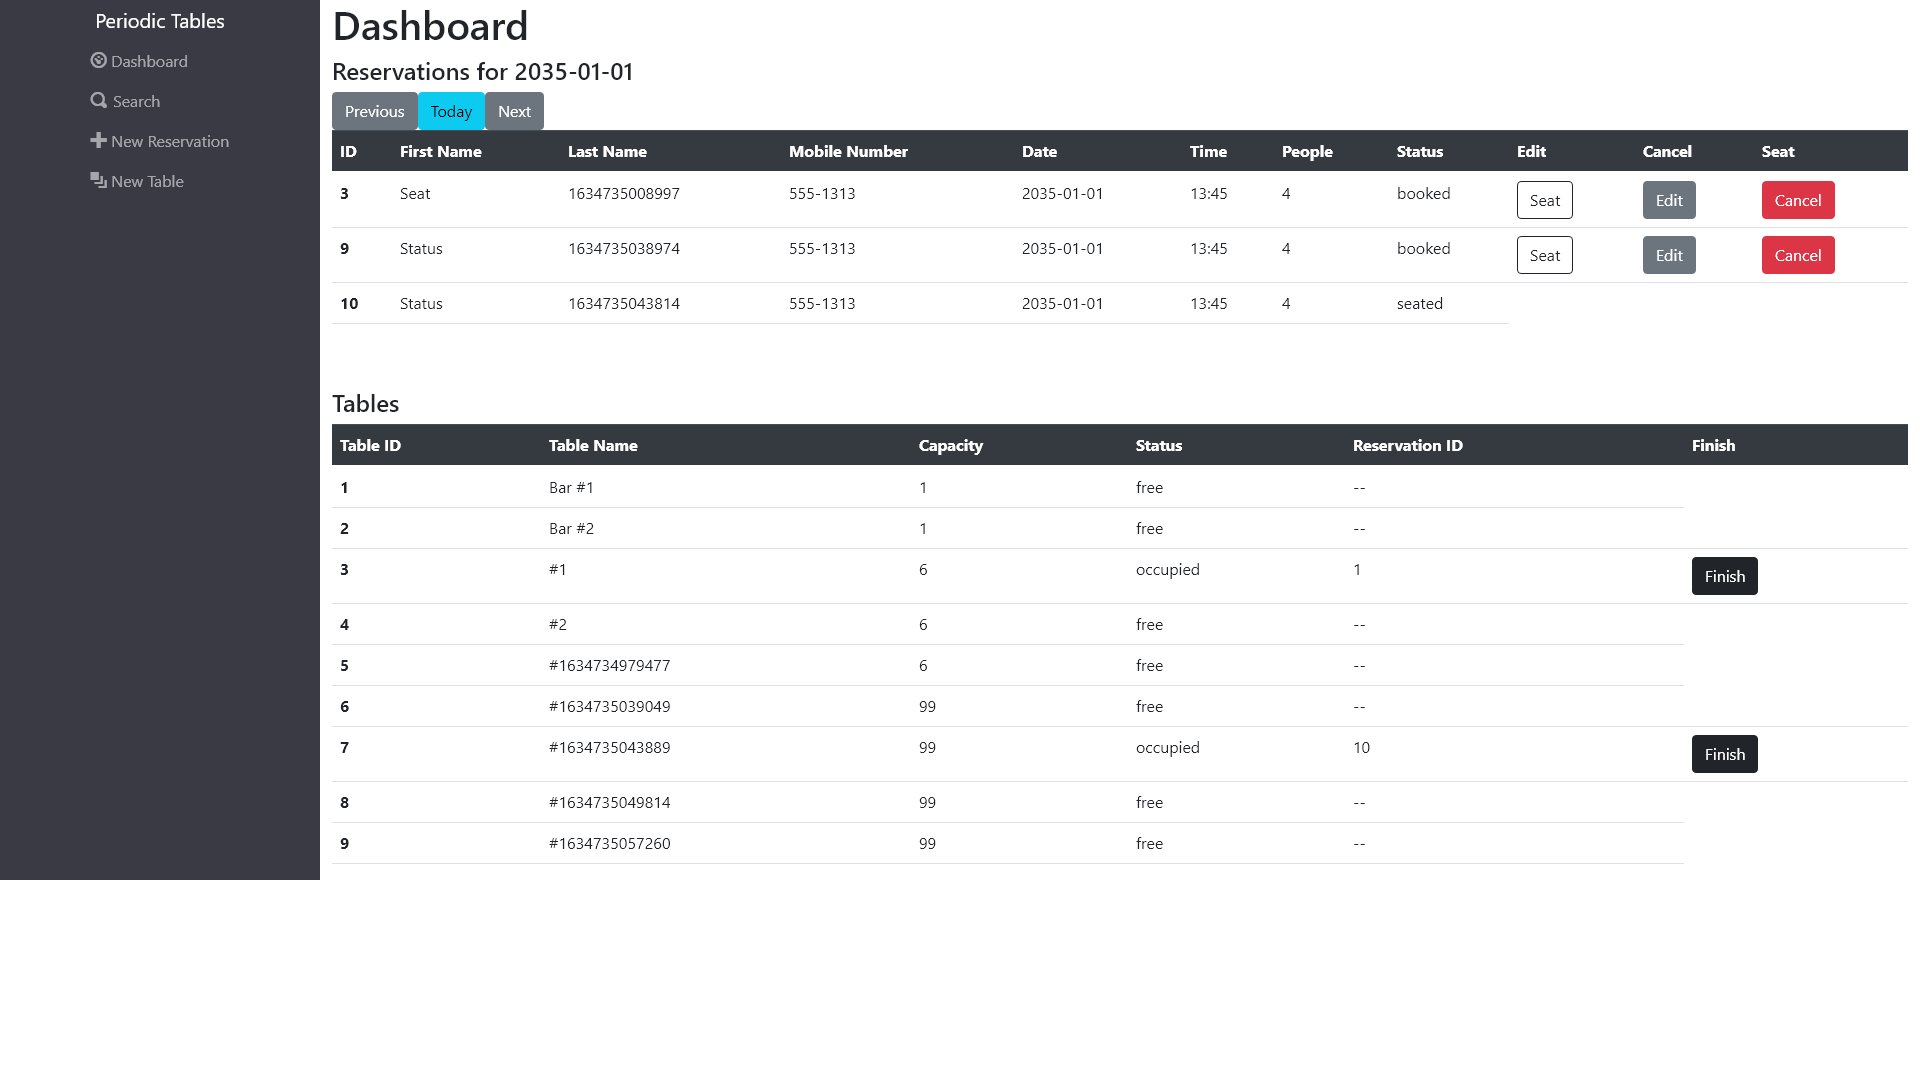 Periodic Tables
Dashboard
Search
New Reservation
New Table
Dashboard
Reservations for 2035-01-01
Previous Today Next
ID First Name Last Name Mobile Number Date Time People Status Edit Cancel Seat
3 Seat 1634735008997 555-1313 2035-01-01 13:45 4 booked Seat Edit Cancel
9 Status 1634735038974 555-1313 2035-01-01 13:45 4 booked Seat Edit Cancel
10 Status 1634735043814 555-1313 2035-01-01 13:45 4 seated
Tables
Table ID Table Name Capacity Status Reservation ID Finish
1 Bar #1 1 free --
2 Bar #2 1 free --
3 #1 6 occupied 1 Finish
4 #2 6 free --
5 #1634734979477 6 free --
6 #1634735039049 99 free --
7 #1634735043889 99 occupied 10 Finish
8 #1634735049814 99 free --
9 #1634735057260 99 free --